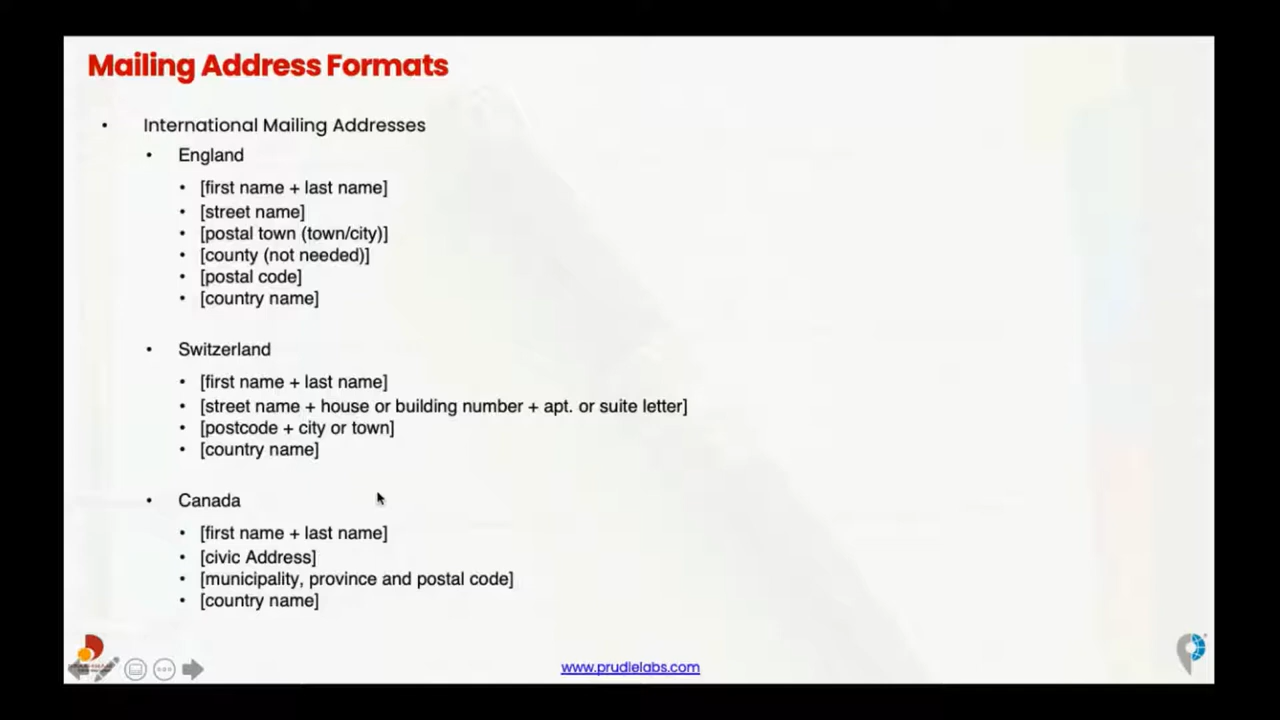 Mailing Address Formats
• International Mailing Addresses
• England
• [first name + last name]
• [street name]
• [postal town (town/city)]
• [county (not needed)]
• [postal code]
• [country name]
• Switzerland
• [first name + last name]
• [street name + house or building number + apt. or suite letter]
• [postcode + city or town]
• [country name]
• Canada
• [first name + last name]
• [civic Address]
• [municipality, province and postal code]
• [country name]
www.prudlelabs.com